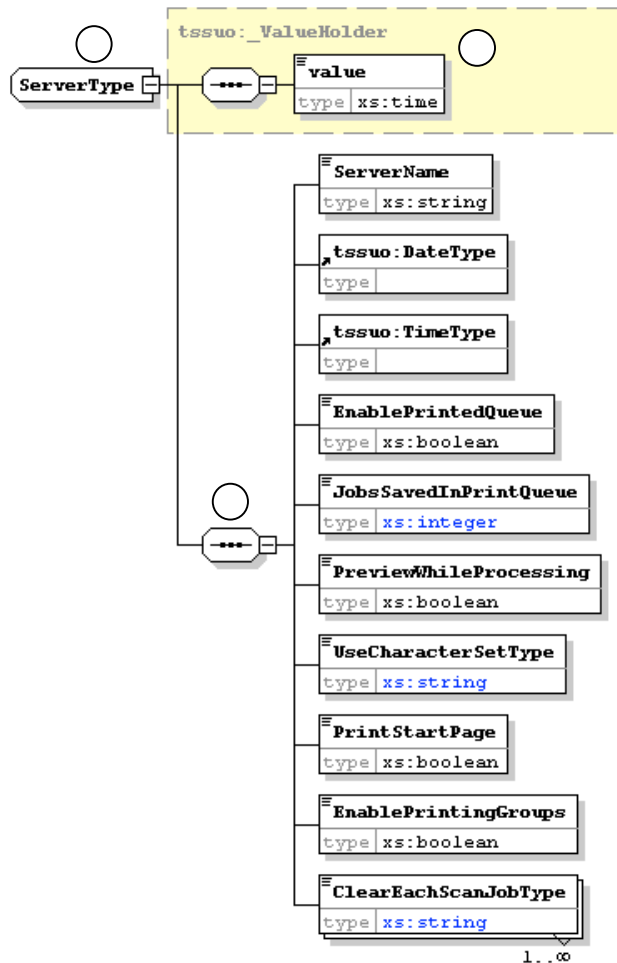 tssuo:_ValueHolder
ServerType
value
type xs:time
ServerName
type xs:string
tssuo:DateType
type
tssuo:TimeType
type
EnablePrintedQueue
type xs:boolean
JobsSavedInPrintQueue
type xs:integer
PreviewWhileProcessing
type xs:boolean
UseCharacterSetType
type xs:string
PrintStartPage
type xs:boolean
EnablePrintingGroups
type xs:boolean
ClearEachScanJobType
type xs:string
1..∞